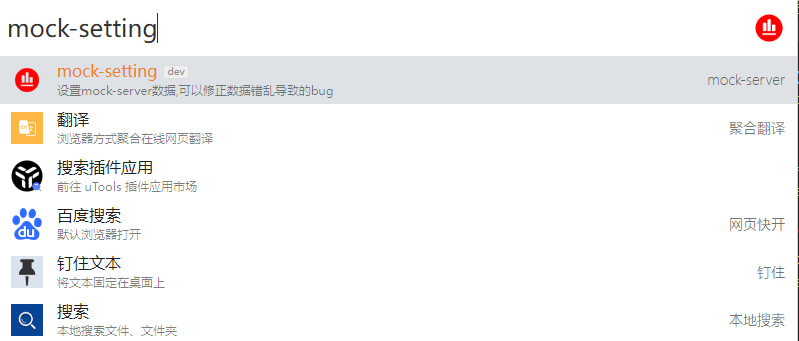 mock-setting
mock-setting dev
设置mock-server数据,可以修正数据错乱导致的bug
mock-server
翻译
浏览器方式聚合在线网页翻译
聚合翻译
搜索插件应用
前往 uTools 插件应用市场
du
百度搜索
默认浏览器打开
网页快开
钉住文本
将文本固定在桌面上
钉住
搜索
本地搜索文件、文件夹
本地搜索